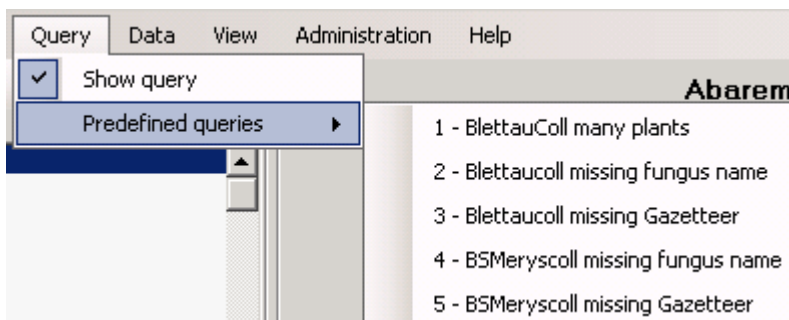 Query Data View Administration Help
Show query
Abarem
Predefined queries
1 - BlettauColl many plants
2 - Blettaucoll missing fungus name
3 - Blettaucoll missing Gazetteer
4 - BSMeryscoll missing fungus name
5 - BSMeryscoll missing Gazetteer